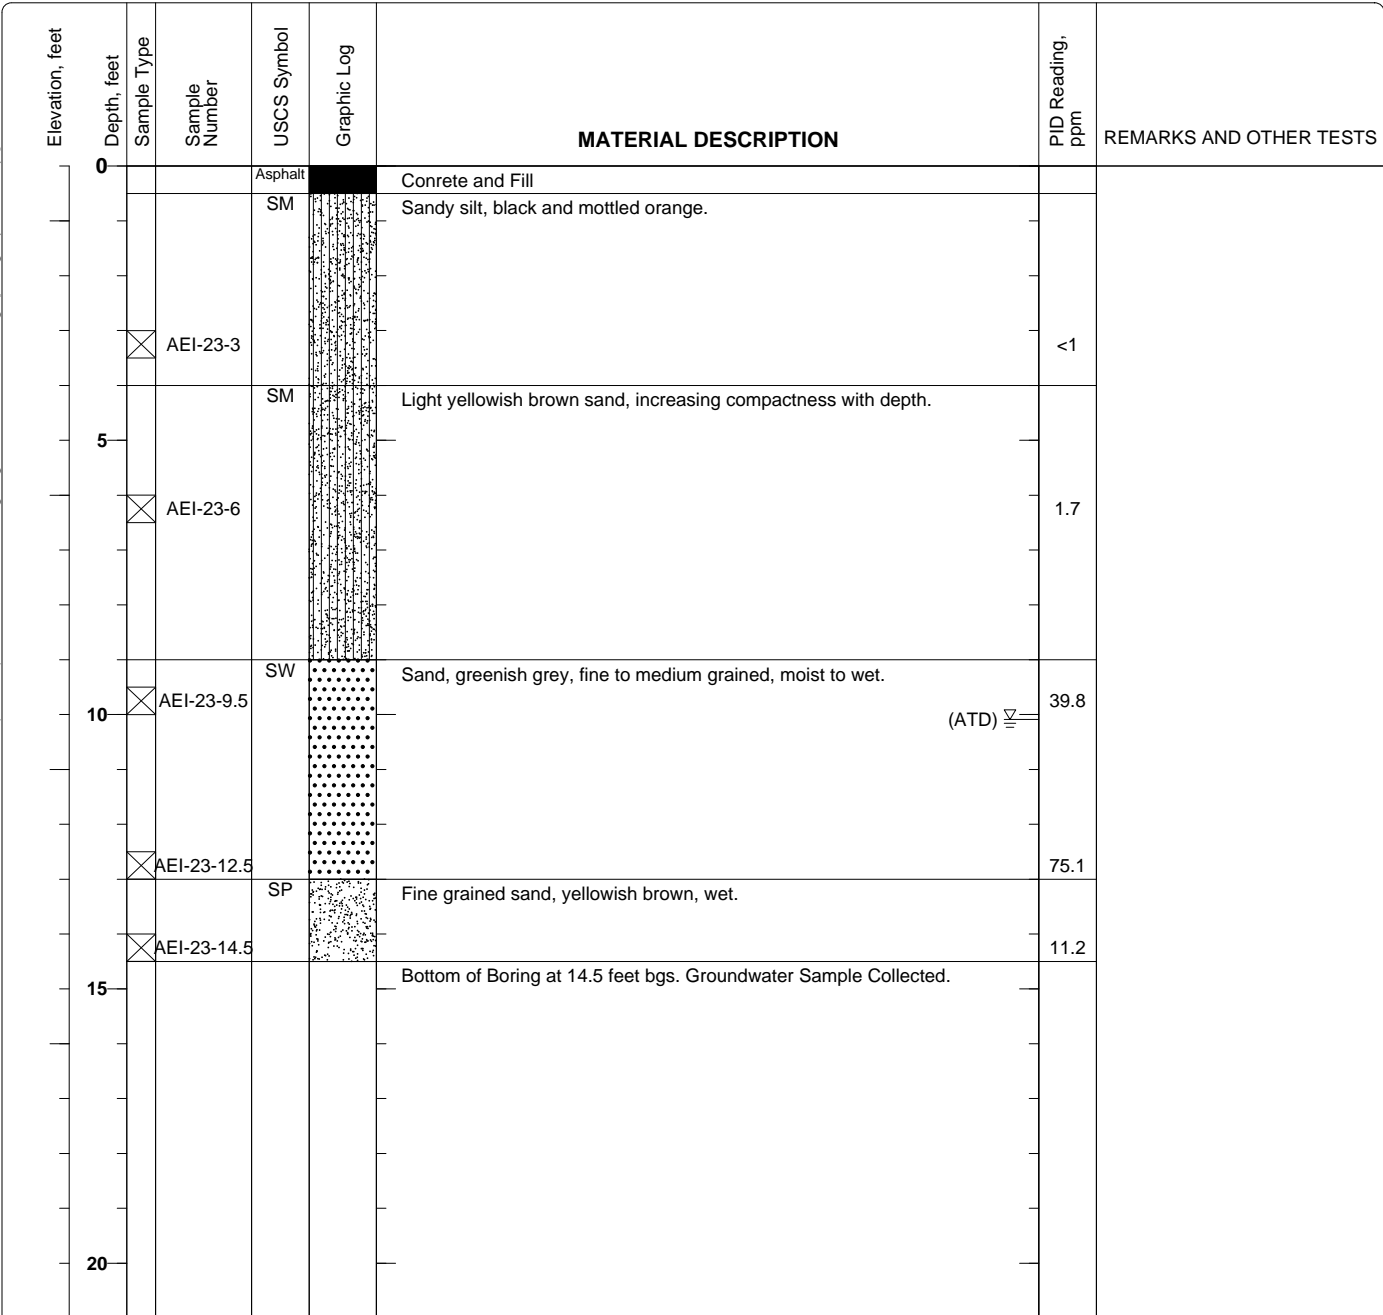 Elevation, feet
Depth, feet
Sample Type
Sample
Number
USCS Symbol
Graphic Log
MATERIAL DESCRIPTION
PID Reading,
ppm
REMARKS AND OTHER TESTS
0
Asphalt
Conrete and Fill
SM
Sandy silt, black and mottled orange.
AEI-23-3
<1
SM
Light yellowish brown sand, increasing compactness with depth.
5
AEI-23-6
1.7
SW
Sand, greenish grey, fine to medium grained, moist to wet.
AEI-23-9.5
39.8
10
(ATD)
AEI-23-12.5
75.1
SP
Fine grained sand, yellowish brown, wet.
AEI-23-14.5
11.2
Bottom of Boring at 14.5 feet bgs. Groundwater Sample Collected.
15
20